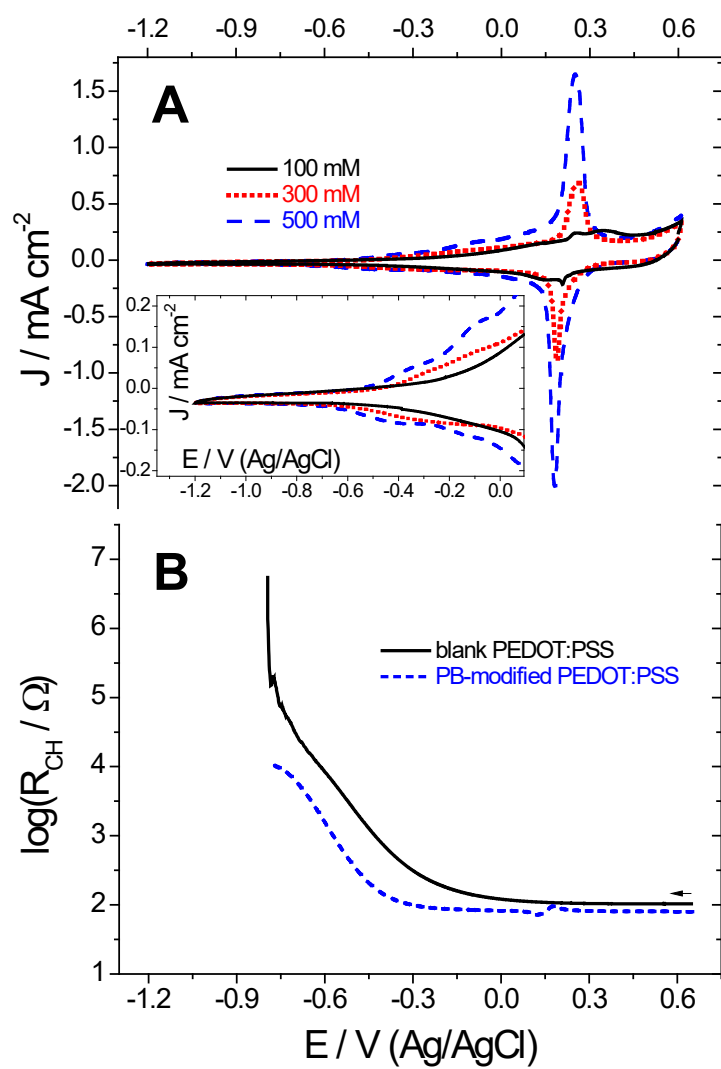 -1.2 -0.9 -0.6 -0.3 0.0 0.3 0.6
A
1.5
1.0
0.5
0.0
-0.5
-1.0
-1.5
-2.0
J / mA cm⁻²
100 mM
300 mM
500 mM
0.2
0.1
0.0
-0.1
-0.2
J / mA cm⁻²
E / V (Ag/AgCl)
-1.2 -1.0 -0.8 -0.6 -0.4 -0.2 0.0
B
7
6
5
4
3
2
1
log(R_CH / Ω)
blank PEDOT:PSS
PB-modified PEDOT:PSS
-1.2 -0.9 -0.6 -0.3 0.0 0.3 0.6
E / V (Ag/AgCl)